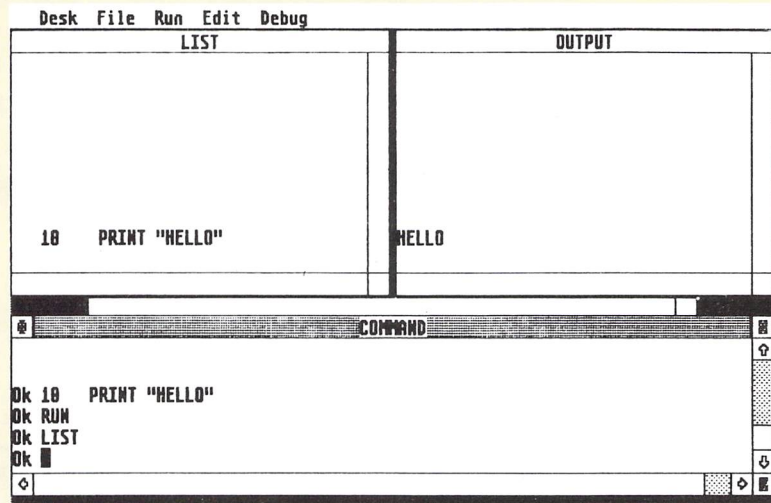 Desk File Run Edit Debug
LIST
OUTPUT
10 PRINT "HELLO"
HELLO
COMMAND
Ok 10 PRINT "HELLO"
Ok RUN
Ok LIST
Ok